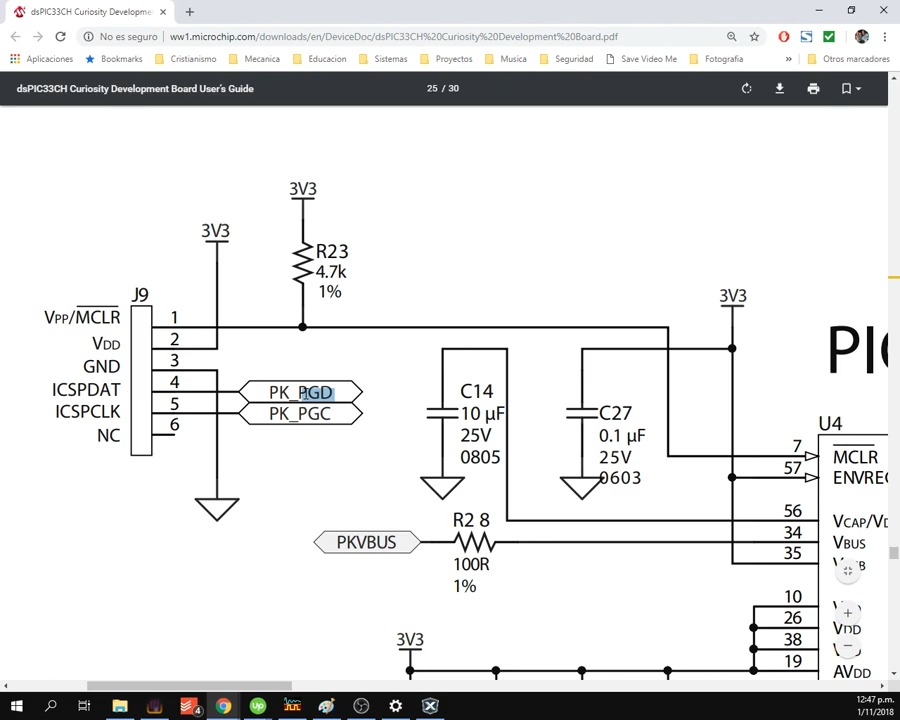 dsPIC33CH Curiosity Developmen
No es seguro
ww1.microchip.com/downloads/en/DeviceDoc/dsPIC33CH%20Curiosity%20Development%20Board.pdf
Aplicaciones
Bookmarks
Cristianismo
Mecanica
Educacion
Sistemas
Proyectos
Musica
Seguridad
Save Video Me
Fotografia
»
Otros marcadores
dsPIC33CH Curiosity Development Board User's Guide
25 / 30
3V3
3V3
R23
4.7k
1%
J9
VPP/MCLR
1
VDD
2
GND
3
ICSPDAT
4
PK_PGD
ICSPCLK
5
PK_PGC
NC
6
C14
10 µF
25V
0805
3V3
C27
0.1 µF
25V
0603
U4
7
MCLR
57
56
34
VBUS
35
PKVBUS
R2 8
100R
1%
10
26
VDD
38
19
AVDD
3V3
4
12:47 p.m.
1/11/2018